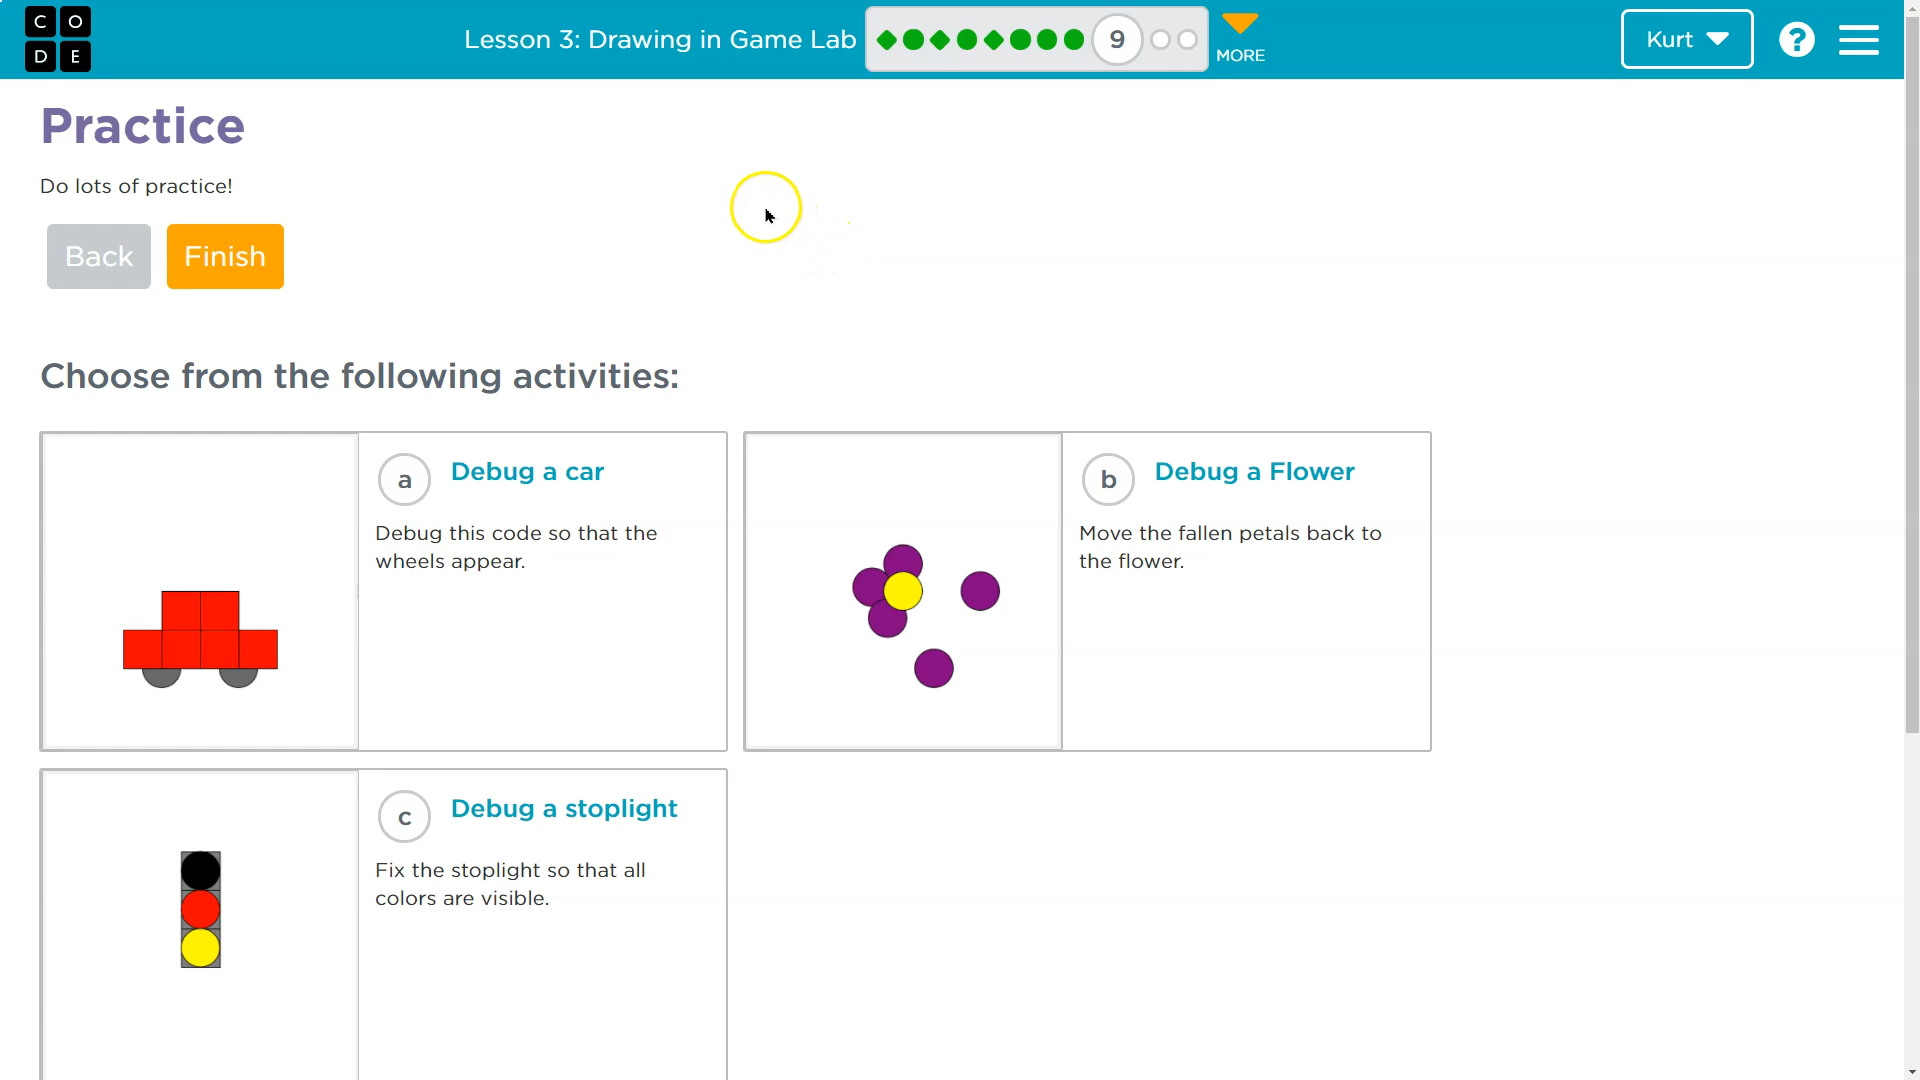 C O
D E
Lesson 3: Drawing in Game Lab
9
MORE
Kurt
?
Practice
Do lots of practice!
Back
Finish
Choose from the following activities:
a
Debug a car
Debug this code so that the
wheels appear.
b
Debug a Flower
Move the fallen petals back to
the flower.
c
Debug a stoplight
Fix the stoplight so that all
colors are visible.